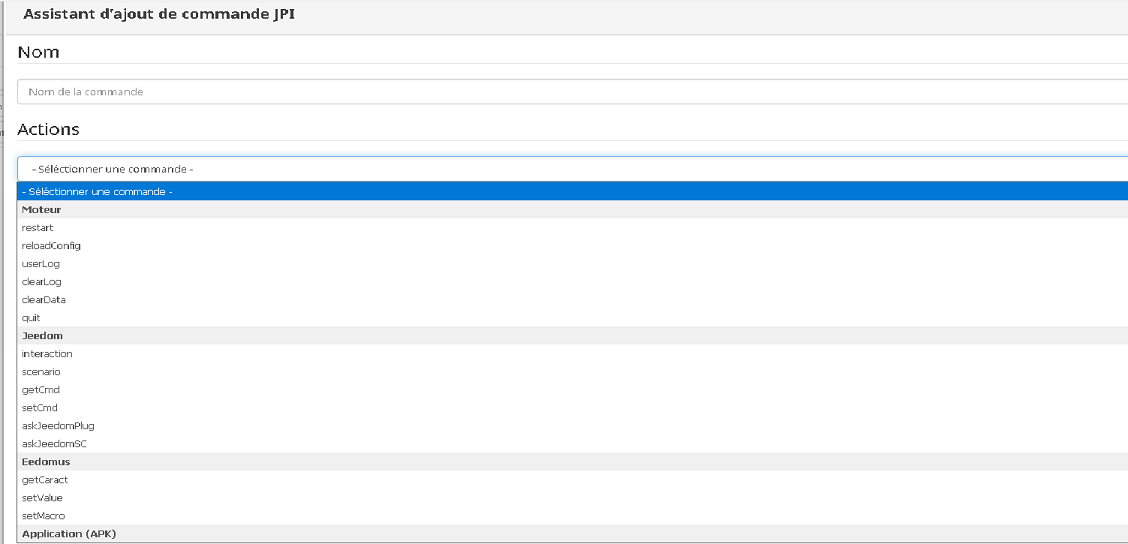 Assistant d'ajout de commande JPI
Nom
Nom de la commande
Actions
- Séléctionner une commande -
- Séléctionner une commande -
Moteur
restart
reloadConfig
userLog
clearLog
clearData
quit
Jeedom
interaction
scenario
getCmd
setCmd
askJeedomPlug
askJeedomSC
Eedomus
getCaract
setValue
setMacro
Application (APK)